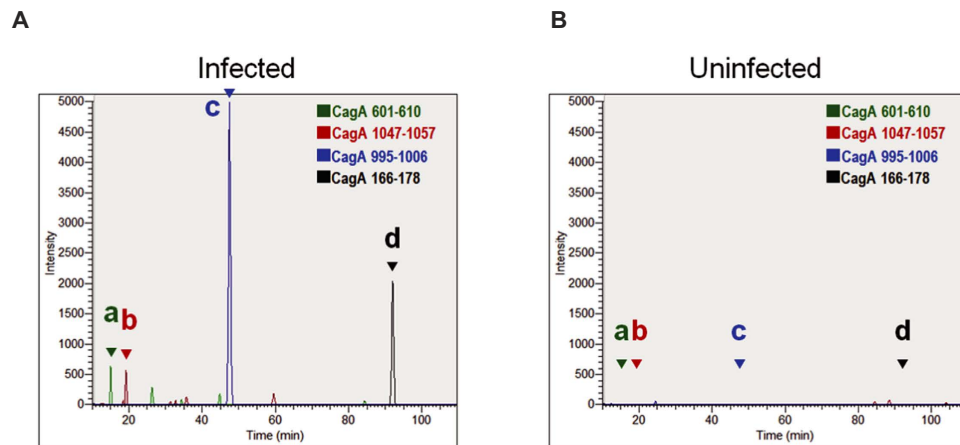 A
B
Infected
Uninfected
5000
4500
4000
3500
3000
2500
2000
1500
1000
500
0
Intensity
20
40
60
80
100
Time (min)
a
b
c
d
CagA 601-610
CagA 1047-1057
CagA 995-1006
CagA 166-178
5000
4500
4000
3500
3000
2500
2000
1500
1000
500
0
Intensity
20
40
60
80
100
Time (min)
a
b
c
d
CagA 601-610
CagA 1047-1057
CagA 995-1006
CagA 166-178